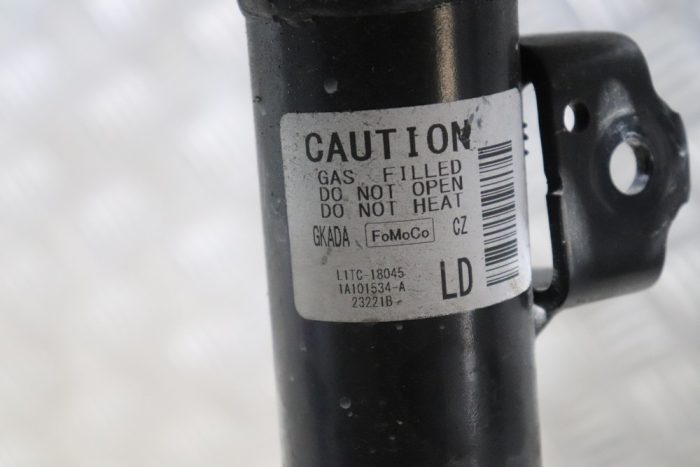 CAUTION
GAS FILLED
DO NOT OPEN
DO NOT HEAT
GKADA FoMoCo CZ
L1TC-18045
1A101534-A
23221B
LD